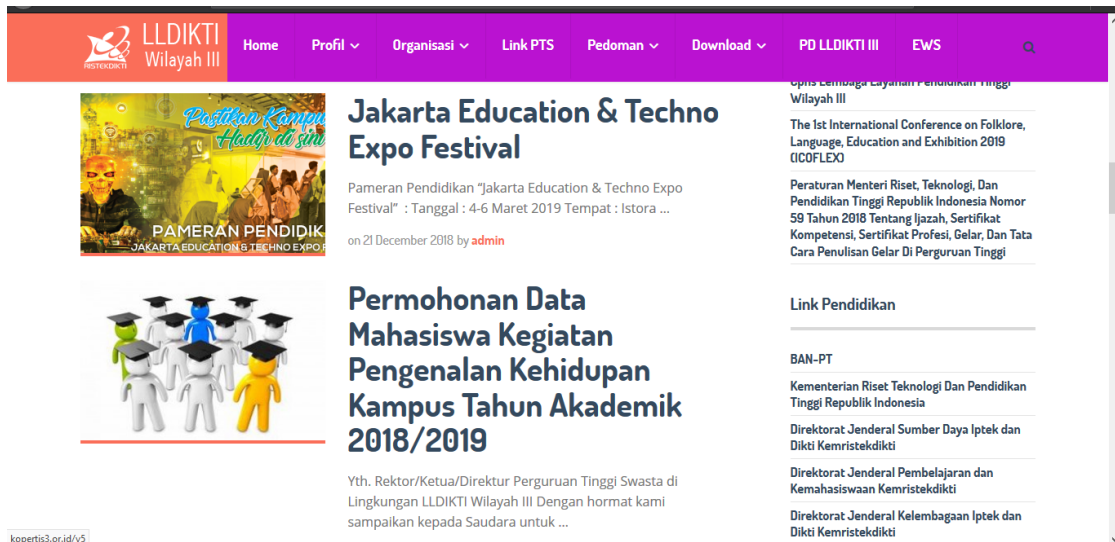 LLDIKTI
Wilayah III
RISTEKDIKTI
Home Profil Organisasi Link PTS Pedoman Download PD LLDIKTI III EWS
Pastikan Kampu
Hadir di sini
PAMERAN PENDIDIK
JAKARTA EDUCATION & TECHNO EXPO F
Jakarta Education & Techno
Expo Festival
Pameran Pendidikan “Jakarta Education & Techno Expo
Festival” : Tanggal : 4-6 Maret 2019 Tempat : Istora ...
on 21 December 2018 by admin
Permohonan Data
Mahasiswa Kegiatan
Pengenalan Kehidupan
Kampus Tahun Akademik
2018/2019
Yth. Rektor/Ketua/Direktur Perguruan Tinggi Swasta di
Lingkungan LLDIKTI Wilayah III Dengan hormat kami
sampaikan kepada Saudara untuk ...
Cpns Lembaga Layanan Pendidikan Tinggi
Wilayah III
The 1st International Conference on Folklore,
Language, Education and Exhibition 2019
(ICOFLEX)
Peraturan Menteri Riset, Teknologi, Dan
Pendidikan Tinggi Republik Indonesia Nomor
59 Tahun 2018 Tentang Ijazah, Sertifikat
Kompetensi, Sertifikat Profesi, Gelar, Dan Tata
Cara Penulisan Gelar Di Perguruan Tinggi
Link Pendidikan
BAN-PT
Kementerian Riset Teknologi Dan Pendidikan
Tinggi Republik Indonesia
Direktorat Jenderal Sumber Daya Iptek dan
Dikti Kemristekdikti
Direktorat Jenderal Pembelajaran dan
Kemahasiswaan Kemristekdikti
Direktorat Jenderal Kelembagaan Iptek dan
Dikti Kemristekdikti
kopertis3.or.id/v5